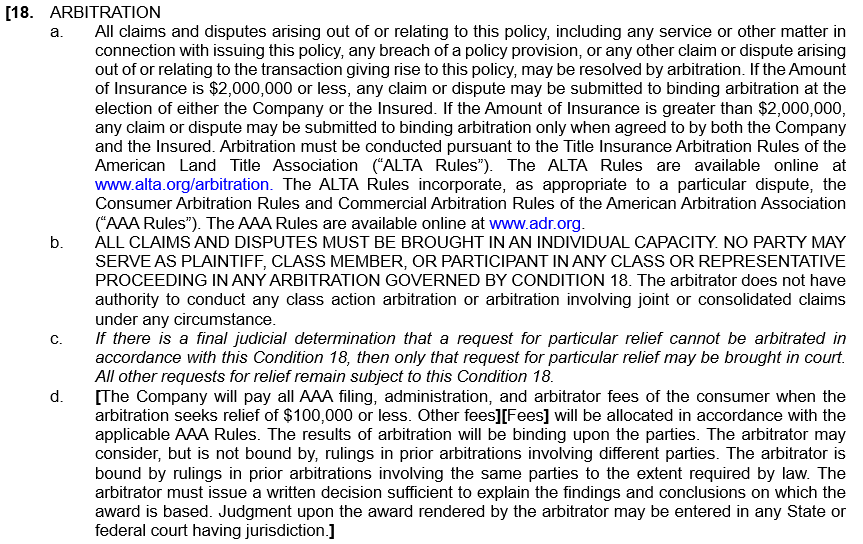 [18. ARBITRATION
a. All claims and disputes arising out of or relating to this policy, including any service or other matter in
connection with issuing this policy, any breach of a policy provision, or any other claim or dispute arising
out of or relating to the transaction giving rise to this policy, may be resolved by arbitration. If the Amount
of Insurance is $2,000,000 or less, any claim or dispute may be submitted to binding arbitration at the
election of either the Company or the Insured. If the Amount of Insurance is greater than $2,000,000,
any claim or dispute may be submitted to binding arbitration only when agreed to by both the Company
and the Insured. Arbitration must be conducted pursuant to the Title Insurance Arbitration Rules of the
American Land Title Association (“ALTA Rules”). The ALTA Rules are available online at
www.alta.org/arbitration. The ALTA Rules incorporate, as appropriate to a particular dispute, the
Consumer Arbitration Rules and Commercial Arbitration Rules of the American Arbitration Association
(“AAA Rules”). The AAA Rules are available online at www.adr.org.
b. ALL CLAIMS AND DISPUTES MUST BE BROUGHT IN AN INDIVIDUAL CAPACITY. NO PARTY MAY
SERVE AS PLAINTIFF, CLASS MEMBER, OR PARTICIPANT IN ANY CLASS OR REPRESENTATIVE
PROCEEDING IN ANY ARBITRATION GOVERNED BY CONDITION 18. The arbitrator does not have
authority to conduct any class action arbitration or arbitration involving joint or consolidated claims
under any circumstance.
c. If there is a final judicial determination that a request for particular relief cannot be arbitrated in
accordance with this Condition 18, then only that request for particular relief may be brought in court.
All other requests for relief remain subject to this Condition 18.
d. [The Company will pay all AAA filing, administration, and arbitrator fees of the consumer when the
arbitration seeks relief of $100,000 or less. Other fees][Fees] will be allocated in accordance with the
applicable AAA Rules. The results of arbitration will be binding upon the parties. The arbitrator may
consider, but is not bound by, rulings in prior arbitrations involving different parties. The arbitrator is
bound by rulings in prior arbitrations involving the same parties to the extent required by law. The
arbitrator must issue a written decision sufficient to explain the findings and conclusions on which the
award is based. Judgment upon the award rendered by the arbitrator may be entered in any State or
federal court having jurisdiction.]